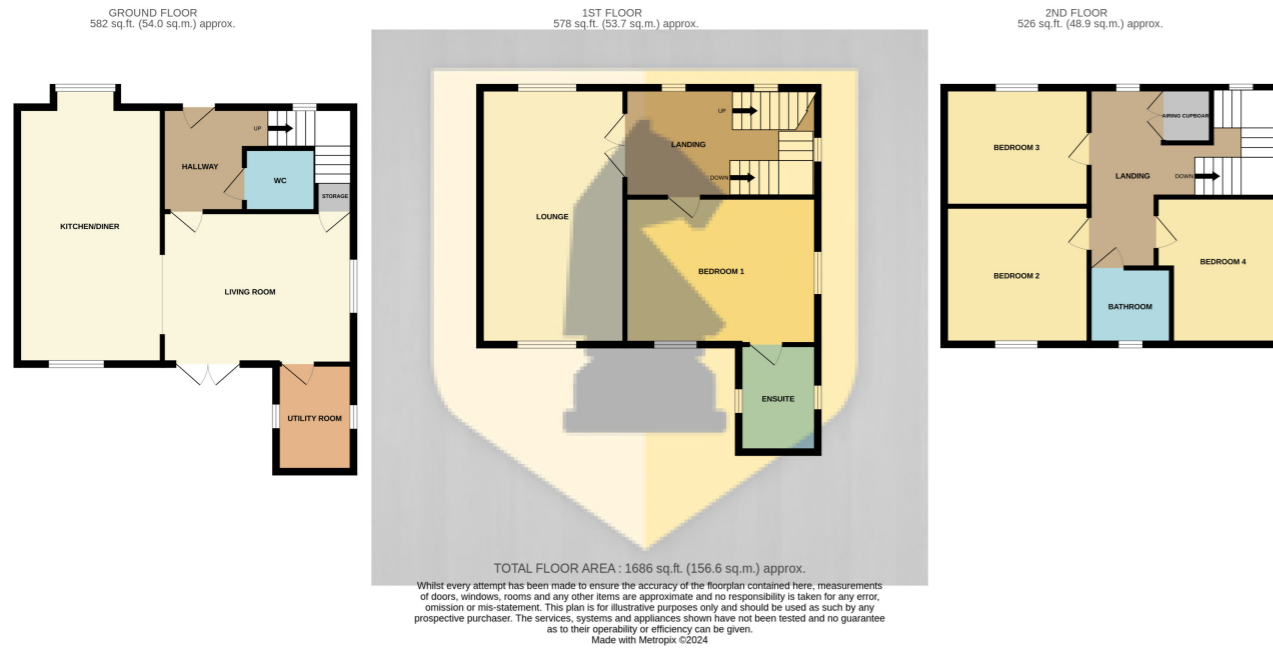 GROUND FLOOR
582 sq.ft. (54.0 sq.m.) approx.
KITCHEN/DINER
HALLWAY
UP
WC
STORAGE
LIVING ROOM
UTILITY ROOM
1ST FLOOR
578 sq.ft. (53.7 sq.m.) approx.
LOUNGE
LANDING
UP
DOWN
BEDROOM 1
ENSUITE
2ND FLOOR
526 sq.ft. (48.9 sq.m.) approx.
BEDROOM 3
AIRING CUPBOARD
LANDING
DOWN
BEDROOM 2
BEDROOM 4
BATHROOM
TOTAL FLOOR AREA : 1686 sq.ft. (156.6 sq.m.) approx.
Whilst every attempt has been made to ensure the accuracy of the floorplan contained here, measurements
of doors, windows, rooms and any other items are approximate and no responsibility is taken for any error,
omission or mis-statement. This plan is for illustrative purposes only and should be used as such by any
prospective purchaser. The services, systems and appliances shown have not been tested and no guarantee
as to their operability or efficiency can be given.
Made with Metropix ©2024